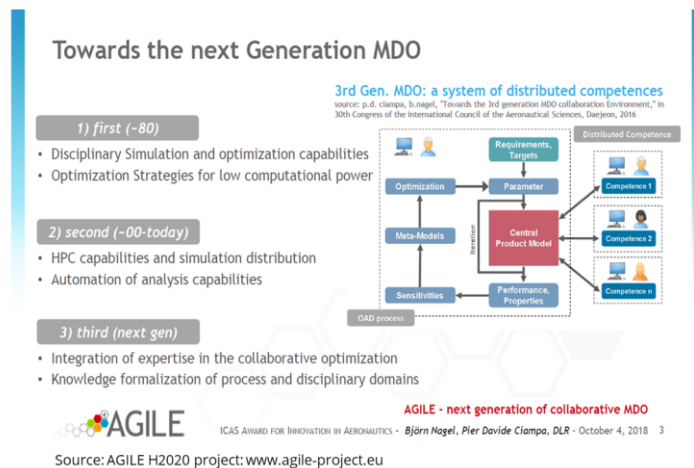 Towards the next Generation MDO
3rd Gen. MDO: a system of distributed competences
source: p.d. ciampa, b.nagel, "Towards the 3rd generation MDO collaboration Environment," in
30th Congress of the International Council of the Aeronautical Sciences, Daejeon, 2016
1) first (~80)
• Disciplinary Simulation and optimization capabilities
• Optimization Strategies for low computational power
2) second (~00-today)
• HPC capabilities and simulation distribution
• Automation of analysis capabilities
3) third (next gen)
• Integration of expertise in the collaborative optimization
• Knowledge formalization of process and disciplinary domains
Requirements,
Targets
Distributed Competence
Optimization
Parameter
Competence 1
Meta-Models
Iteration
Central
Product Model
Competence 2
Sensitivities
Performance,
Properties
Competence n
OAD process
AGILE - next generation of collaborative MDO
AGILE
ICAS AWARD FOR INNOVATION IN AERONAUTICS - Björn Nagel, Pier Davide Ciampa, DLR - October 4, 2018 3
Source: AGILE H2020 project: www.agile-project.eu